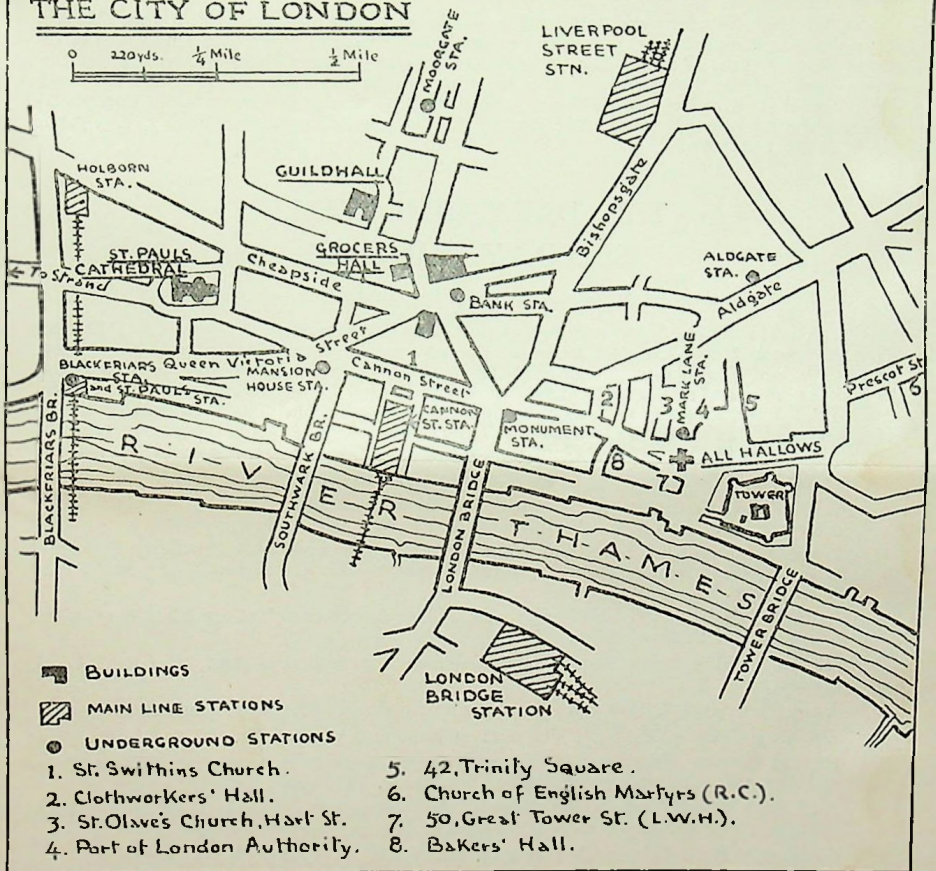 THE CITY OF LONDON
0 220yds. ¼ Mile ½ Mile
MOORGATE
STA.
LIVERPOOL
STREET
STN.
HOLBORN
STA.
GUILDHALL
Bishopsgate
ST. PAULS
CATHEDRAL
← To Strand
Cheapside
GROCERS
HALL
BANK STA.
ALDGATE
STA.
Aldgate
BLACKFRIARS
STA.
and ST. PAULS
STA.
Queen Victoria Street
MANSION
HOUSE STA.
1
Cannon Street
CANNON
ST. STA.
MONUMENT
STA.
2
3
MARK LANE
STA.
4
5
Prescot St
6
8
7
ALL HALLOWS
TOWER
BLACKFRIARS BR.
SOUTHWARK BR.
LONDON BRIDGE
TOWER BRIDGE
R-I-V-E-R T-H-A-M-E-S
LONDON
BRIDGE
STATION
BUILDINGS
MAIN LINE STATIONS
UNDERGROUND STATIONS
1. St. Swithins Church.
2. Clothworkers' Hall.
3. St. Olave's Church, Hart St.
4. Port of London Authority.
5. 42, Trinity Square.
6. Church of English Martyrs (R.C.).
7. 50, Great Tower St. (L.W.H.).
8. Bakers' Hall.